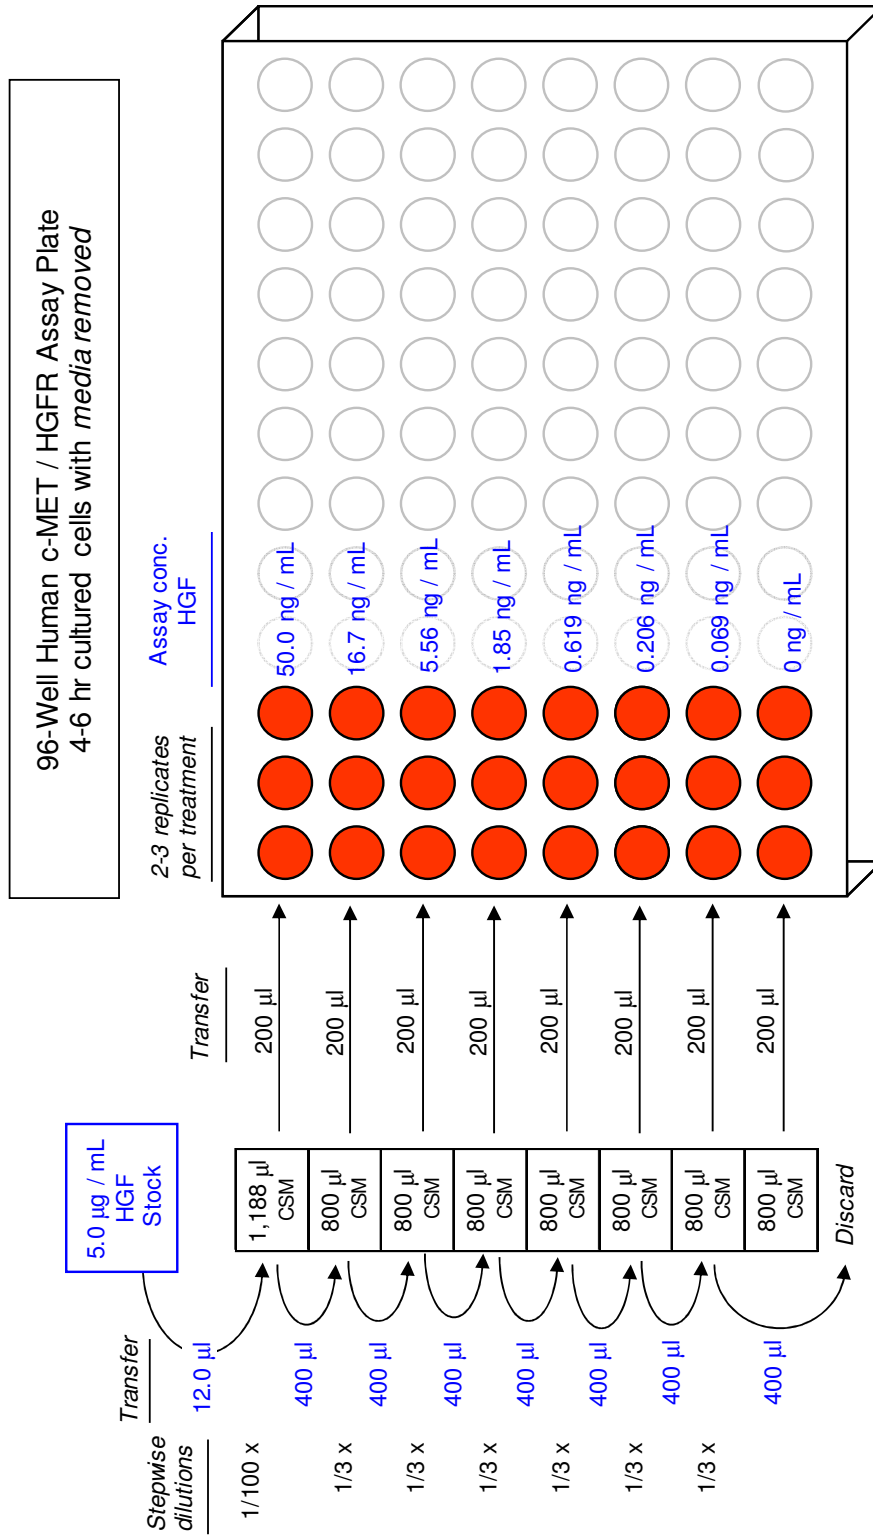 96-Well Human c-MET / HGFR Assay Plate
4-6 hr cultured cells with media removed
Stepwise
dilutions
Transfer
5.0 µg / mL
HGF
Stock
Transfer
2-3 replicates
per treatment
Assay conc.
HGF
12.0 µl
1/100 x
1,188 µl
CSM
200 µl
50.0 ng / mL
400 µl
1/3 x
800 µl
CSM
200 µl
16.7 ng / mL
400 µl
1/3 x
800 µl
CSM
200 µl
5.56 ng / mL
400 µl
1/3 x
800 µl
CSM
200 µl
1.85 ng / mL
400 µl
1/3 x
800 µl
CSM
200 µl
0.619 ng / mL
400 µl
1/3 x
800 µl
CSM
200 µl
0.206 ng / mL
400 µl
1/3 x
800 µl
CSM
200 µl
0.069 ng / mL
400 µl
800 µl
CSM
200 µl
0 ng / mL
Discard